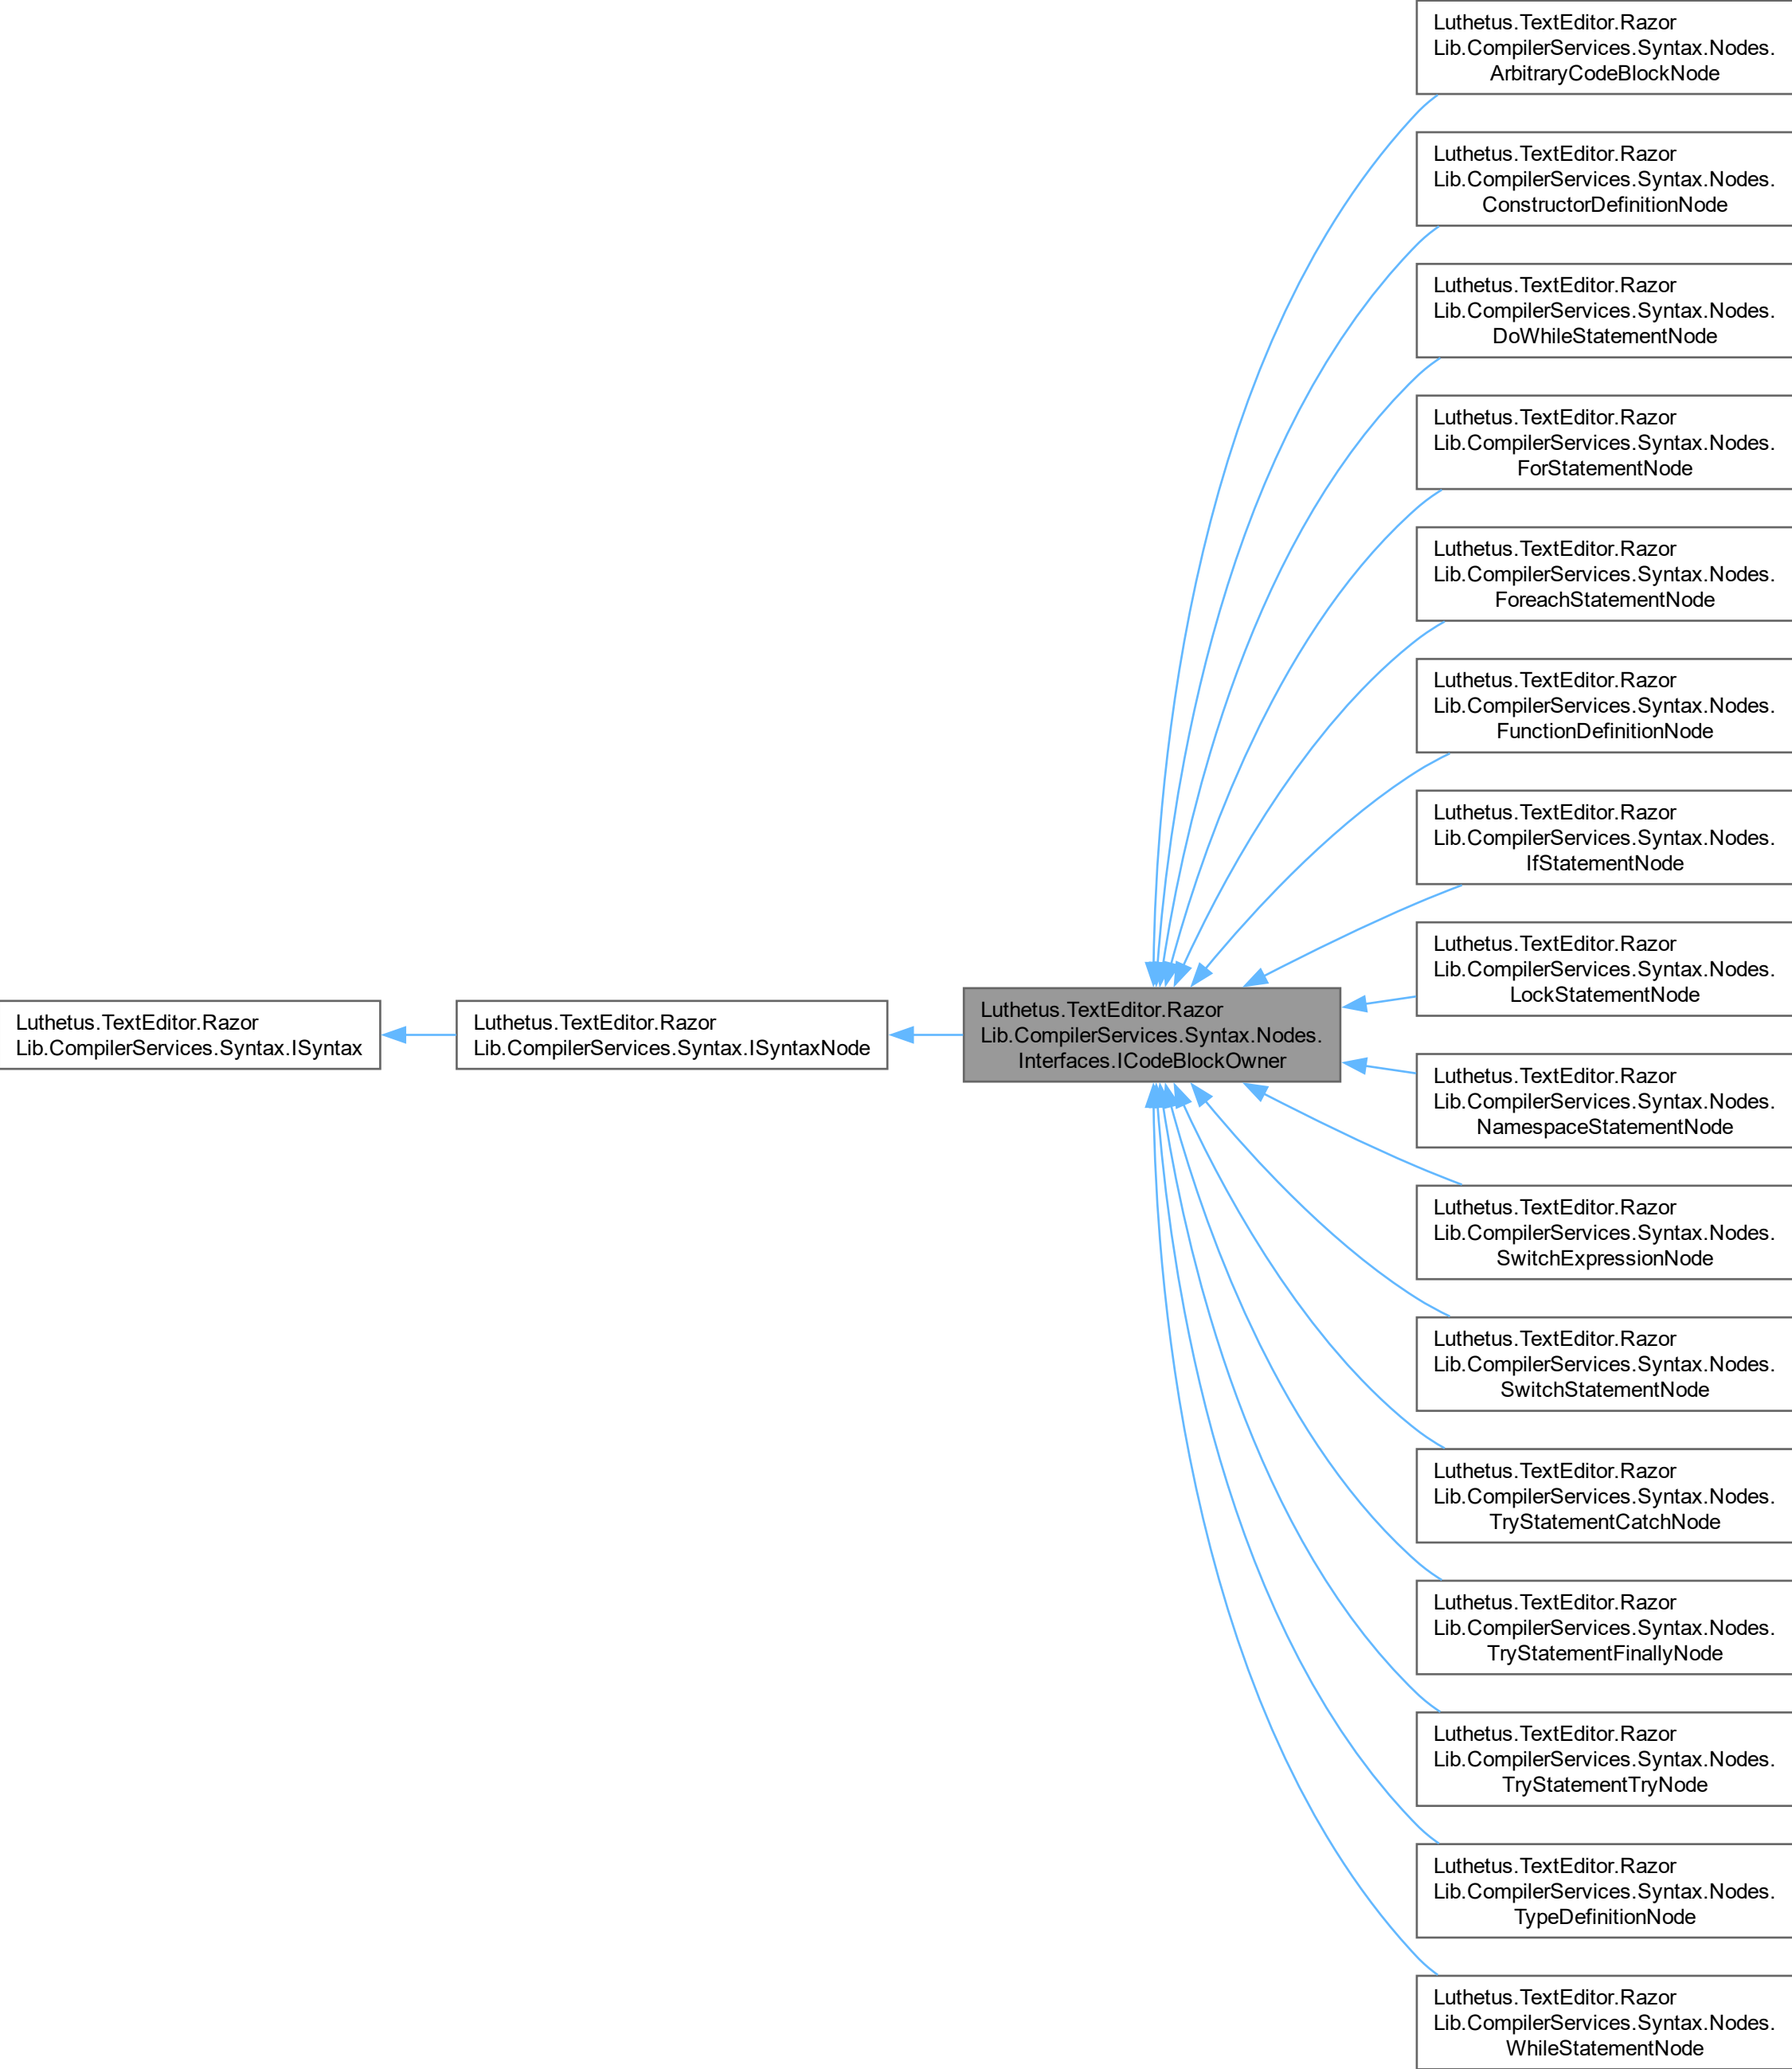 Luthetus.TextEditor.Razor
Lib.CompilerServices.Syntax.ISyntax
Luthetus.TextEditor.Razor
Lib.CompilerServices.Syntax.ISyntaxNode
Luthetus.TextEditor.Razor
Lib.CompilerServices.Syntax.Nodes.
Interfaces.ICodeBlockOwner
Luthetus.TextEditor.Razor
Lib.CompilerServices.Syntax.Nodes.
ArbitraryCodeBlockNode
Luthetus.TextEditor.Razor
Lib.CompilerServices.Syntax.Nodes.
ConstructorDefinitionNode
Luthetus.TextEditor.Razor
Lib.CompilerServices.Syntax.Nodes.
DoWhileStatementNode
Luthetus.TextEditor.Razor
Lib.CompilerServices.Syntax.Nodes.
ForStatementNode
Luthetus.TextEditor.Razor
Lib.CompilerServices.Syntax.Nodes.
ForeachStatementNode
Luthetus.TextEditor.Razor
Lib.CompilerServices.Syntax.Nodes.
FunctionDefinitionNode
Luthetus.TextEditor.Razor
Lib.CompilerServices.Syntax.Nodes.
IfStatementNode
Luthetus.TextEditor.Razor
Lib.CompilerServices.Syntax.Nodes.
LockStatementNode
Luthetus.TextEditor.Razor
Lib.CompilerServices.Syntax.Nodes.
NamespaceStatementNode
Luthetus.TextEditor.Razor
Lib.CompilerServices.Syntax.Nodes.
SwitchExpressionNode
Luthetus.TextEditor.Razor
Lib.CompilerServices.Syntax.Nodes.
SwitchStatementNode
Luthetus.TextEditor.Razor
Lib.CompilerServices.Syntax.Nodes.
TryStatementCatchNode
Luthetus.TextEditor.Razor
Lib.CompilerServices.Syntax.Nodes.
TryStatementFinallyNode
Luthetus.TextEditor.Razor
Lib.CompilerServices.Syntax.Nodes.
TryStatementTryNode
Luthetus.TextEditor.Razor
Lib.CompilerServices.Syntax.Nodes.
TypeDefinitionNode
Luthetus.TextEditor.Razor
Lib.CompilerServices.Syntax.Nodes.
WhileStatementNode